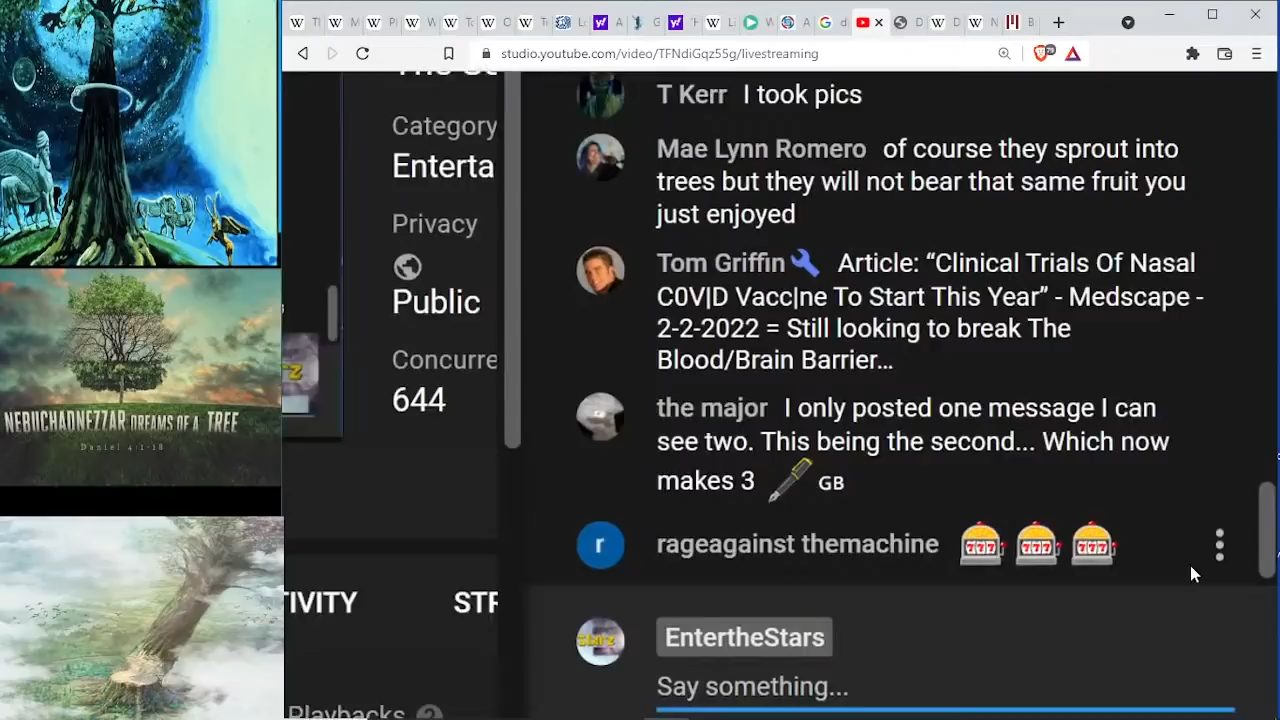 studio.youtube.com/video/TFNdiGqz55g/livestreaming
NEBUCHADNEZZAR DREAMS OF A TREE
Daniel 4:1-18
Category
Enterta
Privacy
Public
Concurre
644
TIVITY
STR
Playbacks
T Kerr I took pics
Mae Lynn Romero of course they sprout into
trees but they will not bear that same fruit you
just enjoyed
Tom Griffin Article: “Clinical Trials Of Nasal
C0V|D Vacc|ne To Start This Year” - Medscape -
2-2-2022 = Still looking to break The
Blood/Brain Barrier…
the major I only posted one message I can
see two. This being the second... Which now
makes 3 GB
r
rageagainst themachine
777 777 777
EntertheStars
Say something...